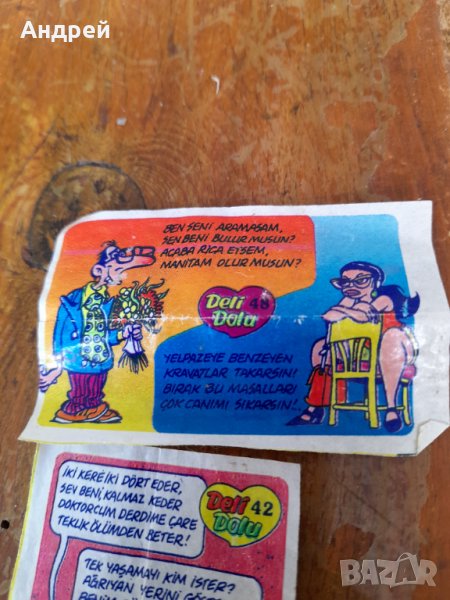 Андрей
BEN SENİ ARAMASAM,
SEN BENİ BULUR MUSUN?
ACABA RİCA ETSEM,
MANİTAM OLUR MUSUN?
Deli 48
Dolu
YELPAZEYE BENZEYEN
KRAVATLAR TAKARSIN!
BIRAK BU MASALLARI
ÇOK CANIMI SIKARSIN...
İKİ KERE İKİ DÖRT EDER,
SEV BENİ, KALMAZ KEDER
DOKTORCUM DERDİME ÇARE
TEKLİK ÖLÜMDEN BETER!
Deli 42
Dolu
TEK YAŞAMAYI KİM İSTER?
AĞRIYAN YERİNİ GÖSTER
BAZAR